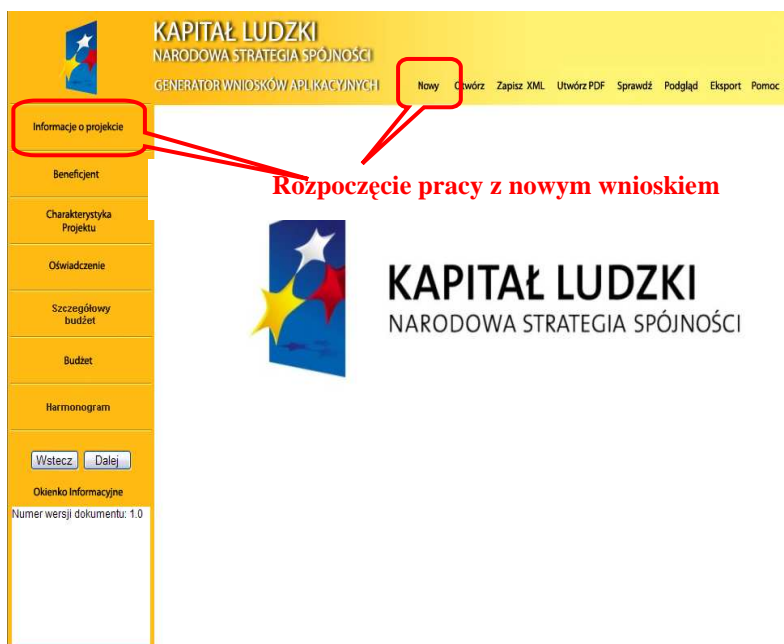 KAPITAŁ LUDZKI
NARODOWA STRATEGIA SPÓJNOŚCI
GENERATOR WNIOSKÓW APLIKACYJNYCH
Nowy Otwórz Zapisz XML Utwórz PDF Sprawdź Podgląd Eksport Pomoc
Informacje o projekcie
Beneficjent
Charakterystyka
Projektu
Oświadczenie
Szczegółowy
budżet
Budżet
Harmonogram
Wstecz Dalej
Okienko Informacyjne
Numer wersji dokumentu: 1.0
Rozpoczęcie pracy z nowym wnioskiem
KAPITAŁ LUDZKI
NARODOWA STRATEGIA SPÓJNOŚCI